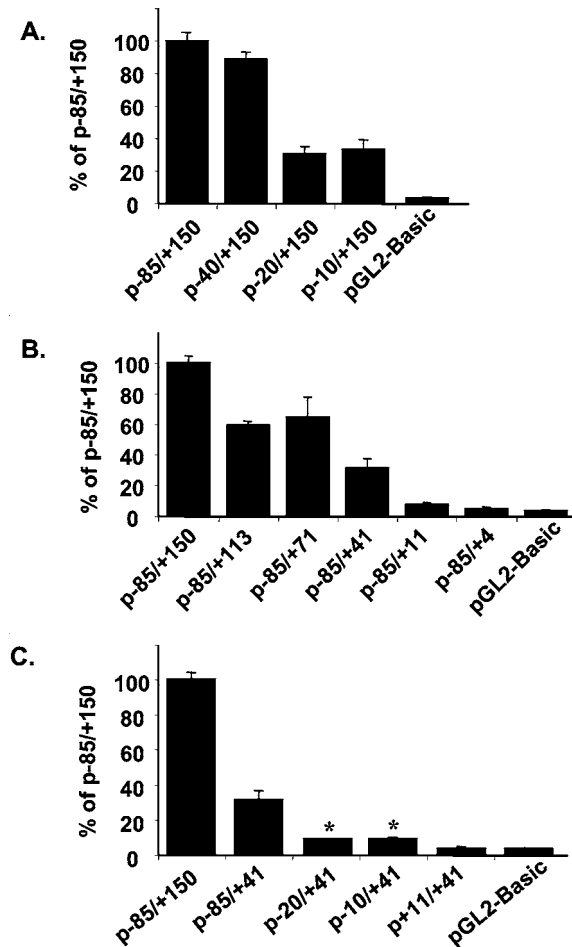 A.
% of p-85/+150
100
80
60
40
20
0
p-85/+150
p-40/+150
p-20/+150
p-10/+150
pGL2-Basic
B.
% of p-85/+150
100
80
60
40
20
0
p-85/+150
p-85/+113
p-85/+71
p-85/+41
p-85/+11
p-85/+4
pGL2-Basic
C.
% of p-85/+150
100
80
60
40
20
0
* *
p-85/+150
p-85/+41
p-20/+41
p-10/+41
p+11/+41
pGL2-Basic